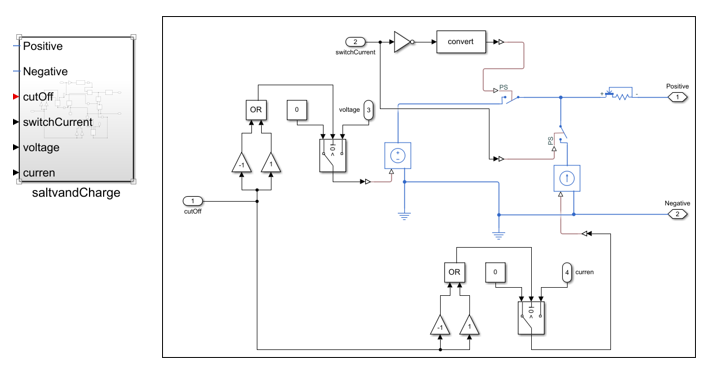 Positive
Negative
cutOff
switchCurrent
voltage
curren
saltvandCharge
2
switchCurrent
convert
PS
OR
0
voltage
3
-1
1
1
cutOff
PS
+
-
Positive
1
Negative
2
OR
0
4
curren
-1
1